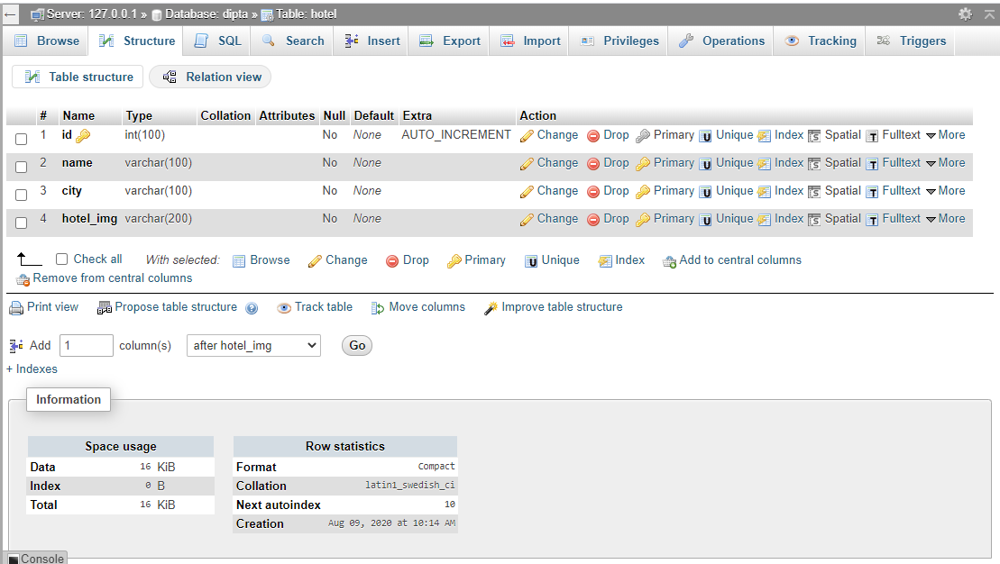 Server: 127.0.0.1 » Database: dipta » Table: hotel
Browse Structure SQL Search Insert Export Import Privileges Operations Tracking Triggers
Table structure Relation view
# Name Type Collation Attributes Null Default Extra Action
1 id int(100) No None AUTO_INCREMENT Change Drop Primary Unique Index Spatial Fulltext More
2 name varchar(100) No None Change Drop Primary Unique Index Spatial Fulltext More
3 city varchar(100) No None Change Drop Primary Unique Index Spatial Fulltext More
4 hotel_img varchar(200) No None Change Drop Primary Unique Index Spatial Fulltext More
Check all With selected: Browse Change Drop Primary Unique Index Add to central columns
Remove from central columns
Print view Propose table structure Track table Move columns Improve table structure
Add 1 column(s) after hotel_img Go
+ Indexes
Information
Space usage
Data 16 KiB
Index 0 B
Total 16 KiB
Row statistics
Format Compact
Collation latin1_swedish_ci
Next autoindex 10
Creation Aug 09, 2020 at 10:14 AM
Console